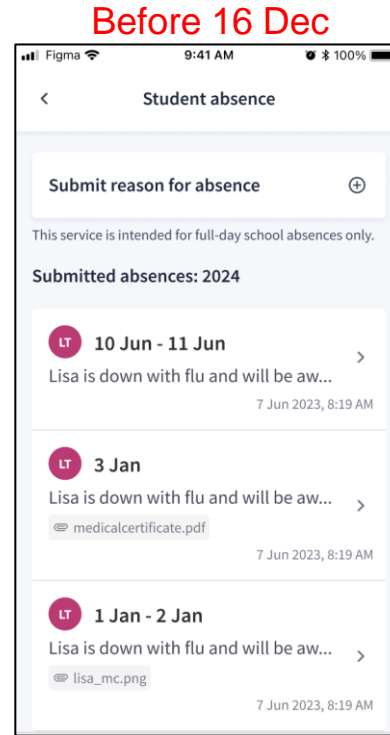 Before 16 Dec
Figma 9:41 AM 100%
Student absence
Submit reason for absence
This service is intended for full-day school absences only.
Submitted absences: 2024
LT 10 Jun - 11 Jun
Lisa is down with flu and will be aw...
7 Jun 2023, 8:19 AM
LT 3 Jan
Lisa is down with flu and will be aw...
medicalcertificate.pdf
7 Jun 2023, 8:19 AM
LT 1 Jan - 2 Jan
Lisa is down with flu and will be aw...
lisa_mc.png
7 Jun 2023, 8:19 AM